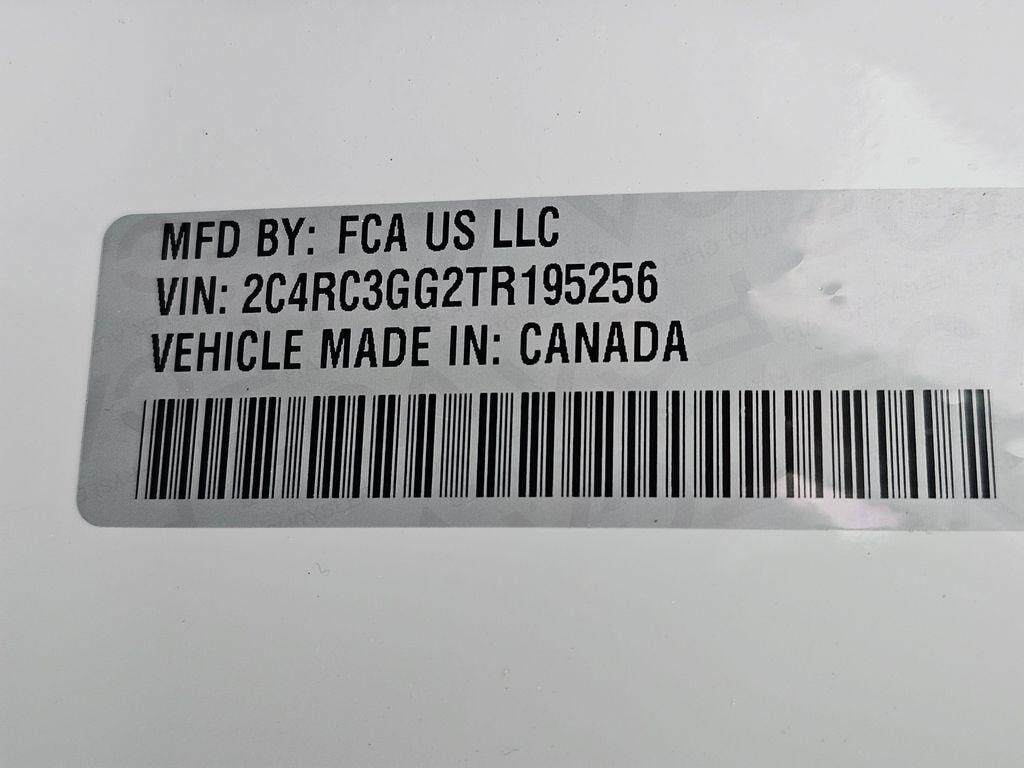 MFD BY: FCA US LLC
VIN: 2C4RC3GG2TR195256
VEHICLE MADE IN: CANADA